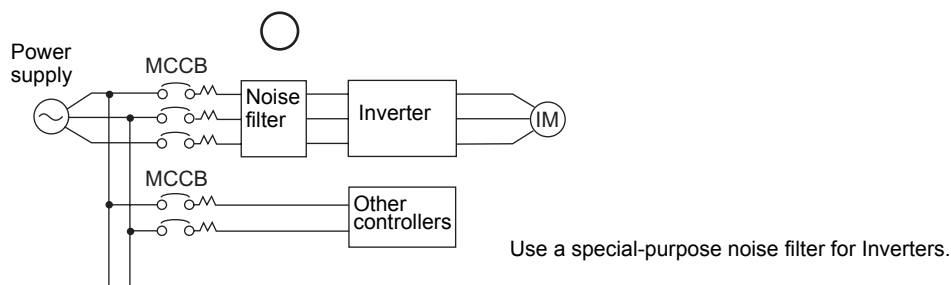 Power
supply
MCCB
Noise
filter
Inverter
IM
MCCB
Other
controllers
Use a special-purpose noise filter for Inverters.